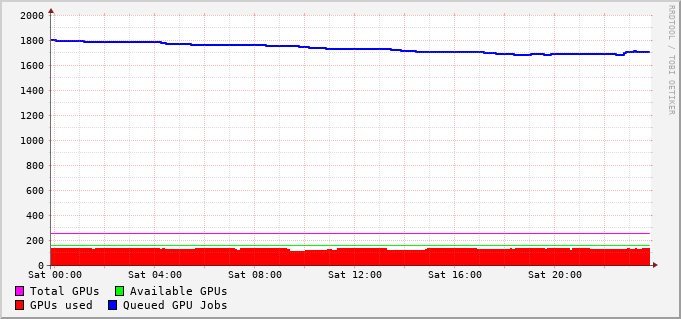 2000
1800
1600
1400
1200
1000
800
600
400
200
0
Sat 00:00 Sat 04:00 Sat 08:00 Sat 12:00 Sat 16:00 Sat 20:00
Total GPUs Available GPUs
GPUs used Queued GPU Jobs
RRDTOOL / TOBI OETIKER